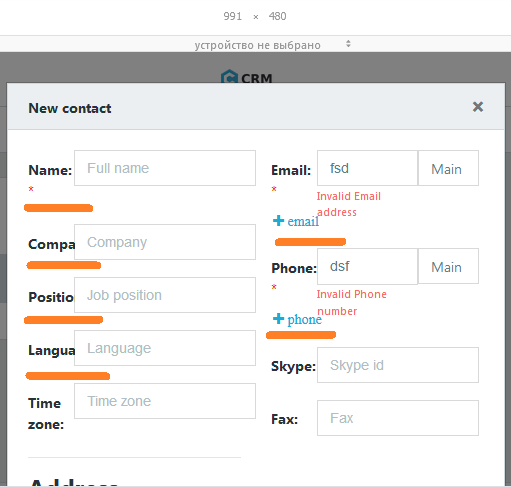 991 × 480
устройство не выбрано
CRM
New contact ×
Name: Full name
*
Compa Company
Positio Job position
Langua Language
Time zone: Time zone
Email: fsd Main
*
Invalid Email
address
+ email
Phone: dsf Main
*
Invalid Phone
number
+ phone
Skype: Skype id
Fax: Fax
Address